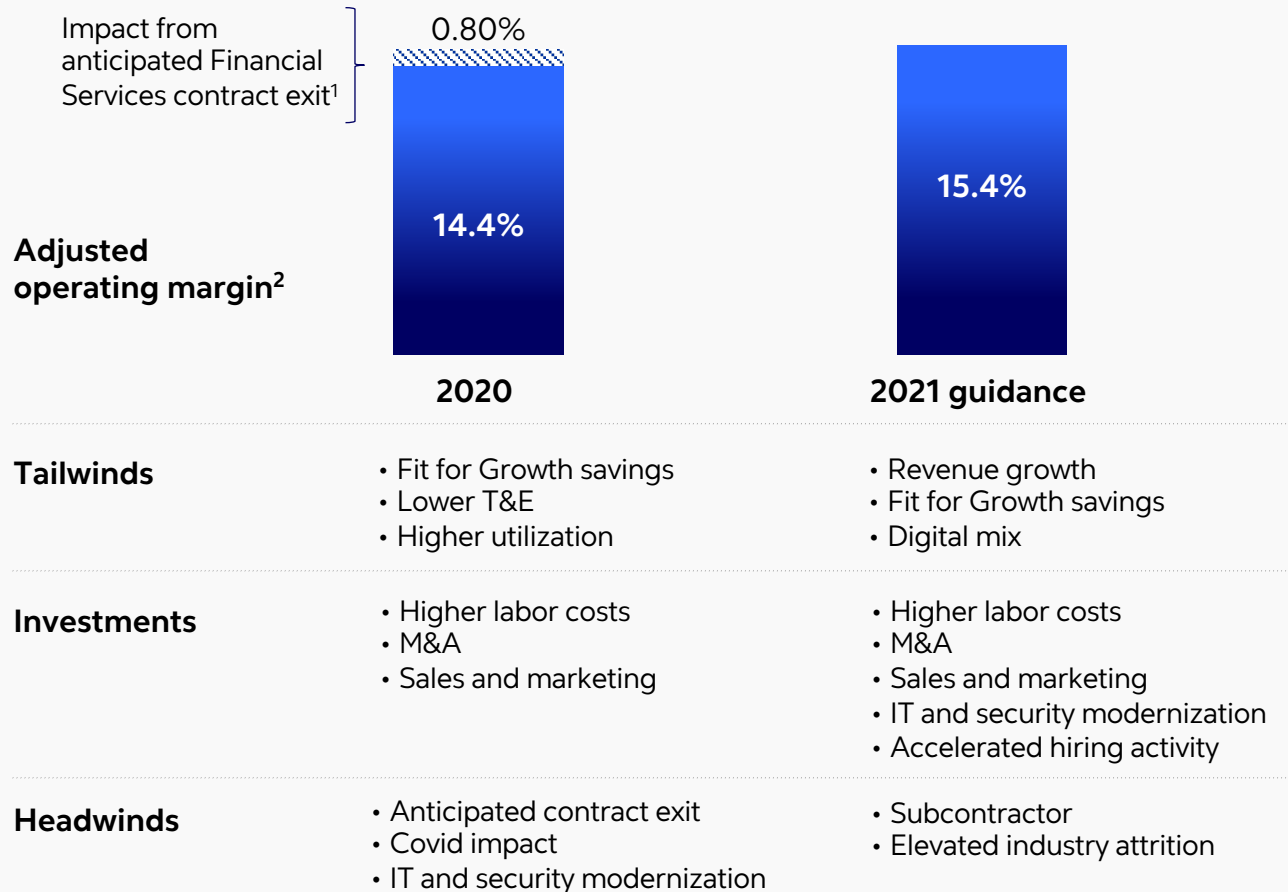 Impact from
anticipated Financial
Services contract exit¹
0.80%
14.4%
15.4%
Adjusted
operating margin²
2020
2021 guidance
Tailwinds
• Fit for Growth savings
• Lower T&E
• Higher utilization
• Revenue growth
• Fit for Growth savings
• Digital mix
Investments
• Higher labor costs
• M&A
• Sales and marketing
• Higher labor costs
• M&A
• Sales and marketing
• IT and security modernization
• Accelerated hiring activity
Headwinds
• Anticipated contract exit
• Covid impact
• IT and security modernization
• Subcontractor
• Elevated industry attrition